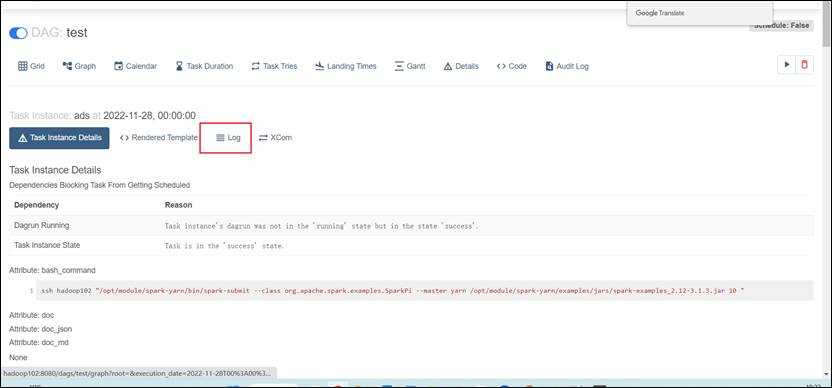 Google Translate
DAG: test
Schedule: False
Grid Graph Calendar Task Duration Task Tries Landing Times Gantt Details <> Code Audit Log
Task Instance: ads at 2022-11-28, 00:00:00
Task Instance Details <> Rendered Template Log XCom
Task Instance Details
Dependencies Blocking Task From Getting Scheduled
Dependency Reason
Dagrun Running Task instance's dagrun was not in the 'running' state but in the state 'success'.
Task Instance State Task is in the 'success' state.
Attribute: bash_command
1 ssh hadoop102 "/opt/module/spark-yarn/bin/spark-submit --class org.apache.spark.examples.SparkPi --master yarn /opt/module/spark-yarn/examples/jars/spark-examples_2.12-3.1.3.jar 10 "
Attribute: doc
Attribute: doc_json
Attribute: doc_md
None
hadoop102:8080/dags/test/graph?root=&execution_date=2022-11-28T00%3A00%3...